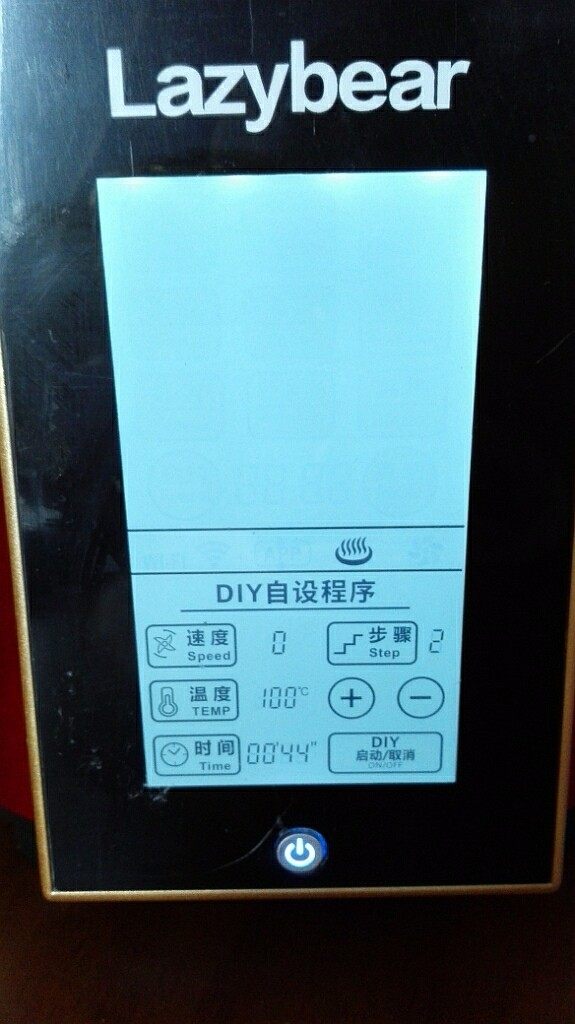 Lazybear
DIY自设程序
速度 Speed 0 步骤 Step 2
温度 TEMP 100℃ + −
时间 Time 00'44" DIY 启动/取消 ON/OFF